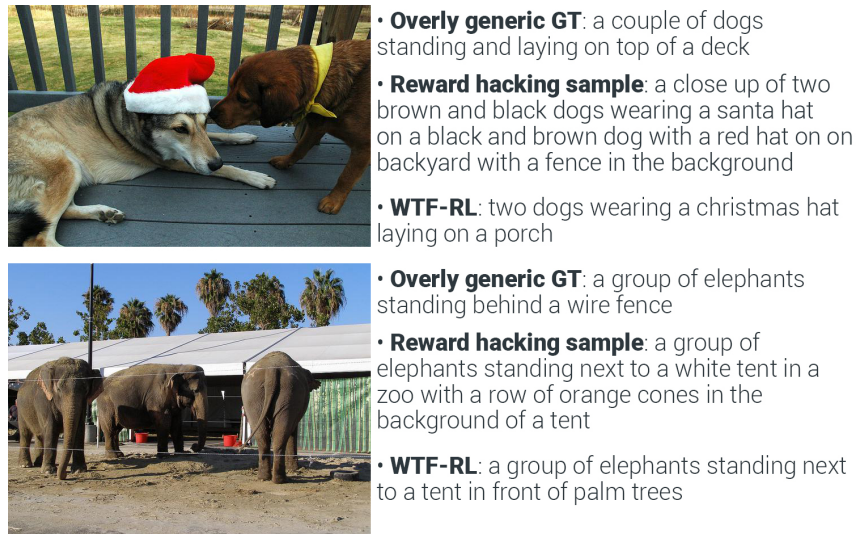 • Overly generic GT: a couple of dogs
standing and laying on top of a deck
• Reward hacking sample: a close up of two
brown and black dogs wearing a santa hat
on a black and brown dog with a red hat on on
backyard with a fence in the background
• WTF-RL: two dogs wearing a christmas hat
laying on a porch
• Overly generic GT: a group of elephants
standing behind a wire fence
• Reward hacking sample: a group of
elephants standing next to a white tent in a
zoo with a row of orange cones in the
background of a tent
• WTF-RL: a group of elephants standing next
to a tent in front of palm trees